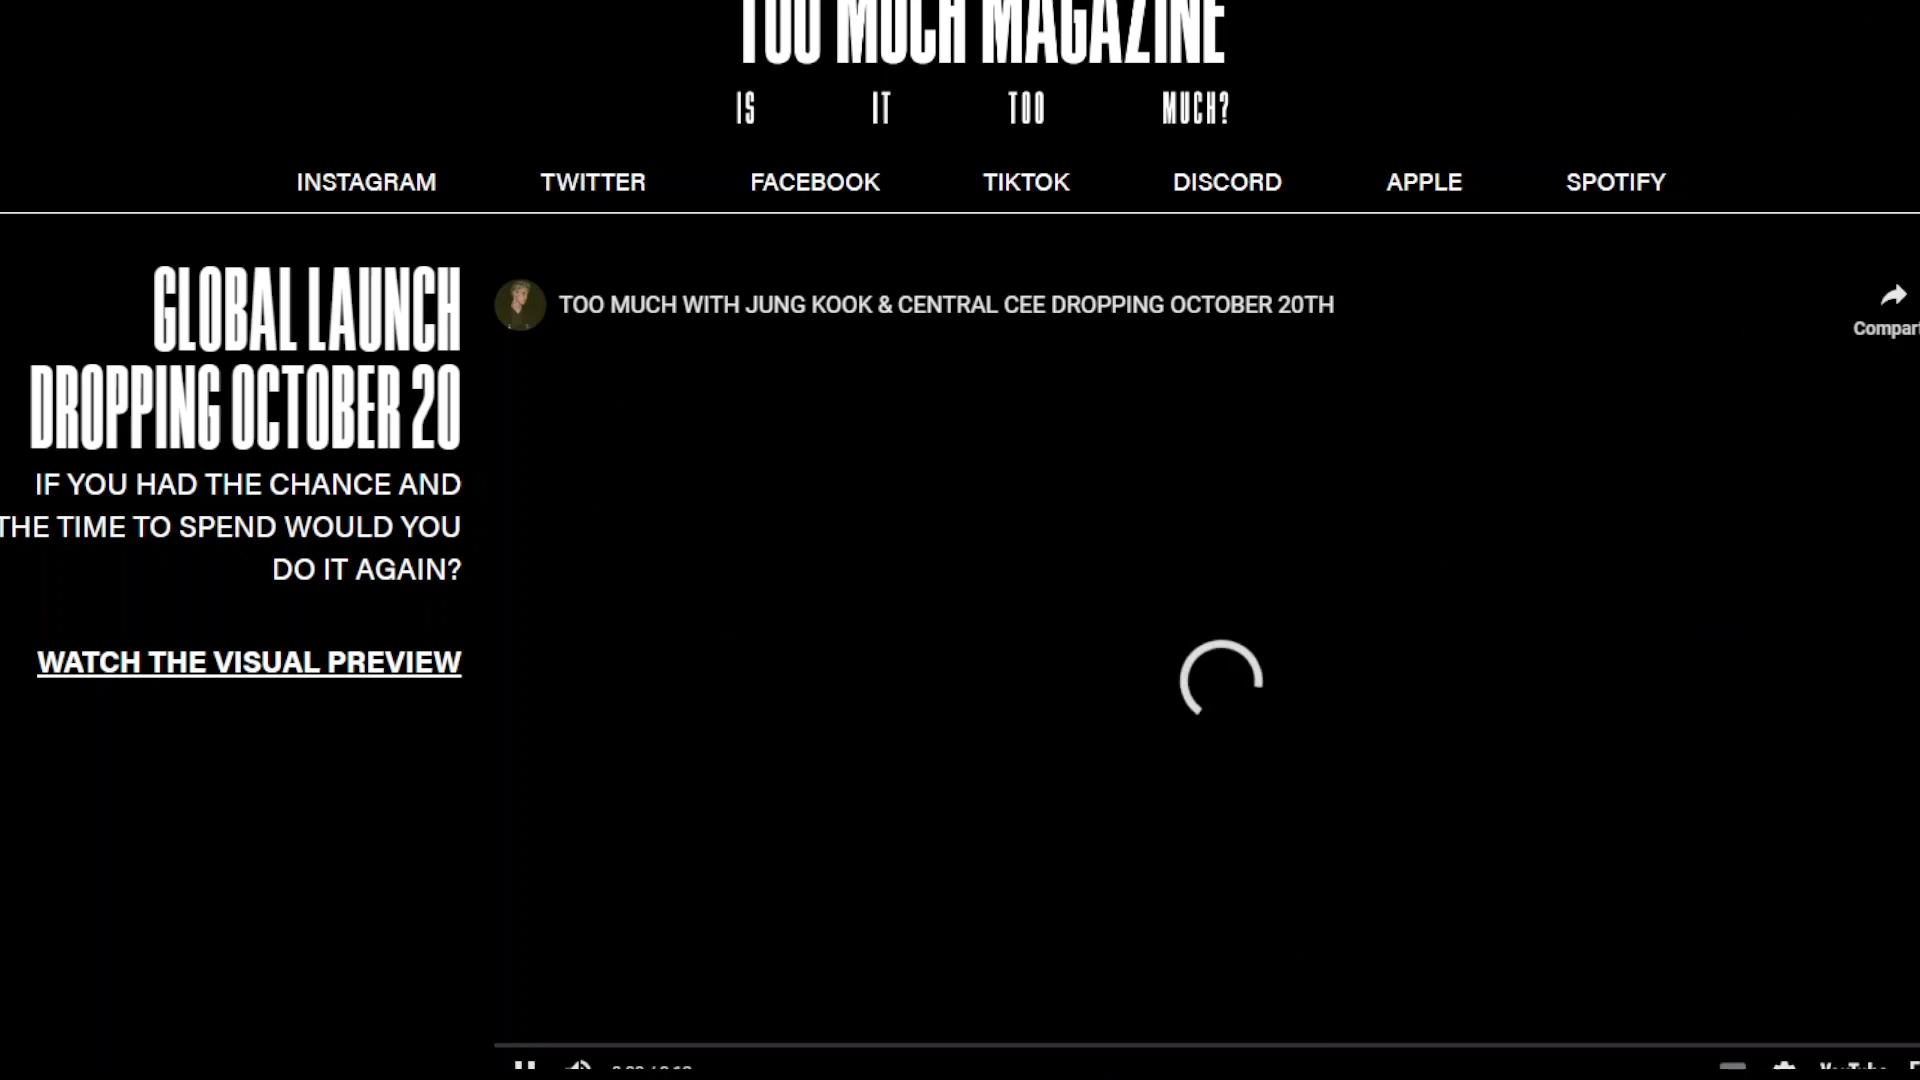 TOO MUCH MAGAZINE
IS IT TOO MUCH?
INSTAGRAM TWITTER FACEBOOK TIKTOK DISCORD APPLE SPOTIFY
GLOBAL LAUNCH
DROPPING OCTOBER 20
IF YOU HAD THE CHANCE AND
THE TIME TO SPEND WOULD YOU
DO IT AGAIN?
WATCH THE VISUAL PREVIEW
TOO MUCH WITH JUNG KOOK & CENTRAL CEE DROPPING OCTOBER 20TH
Compart
YouTube